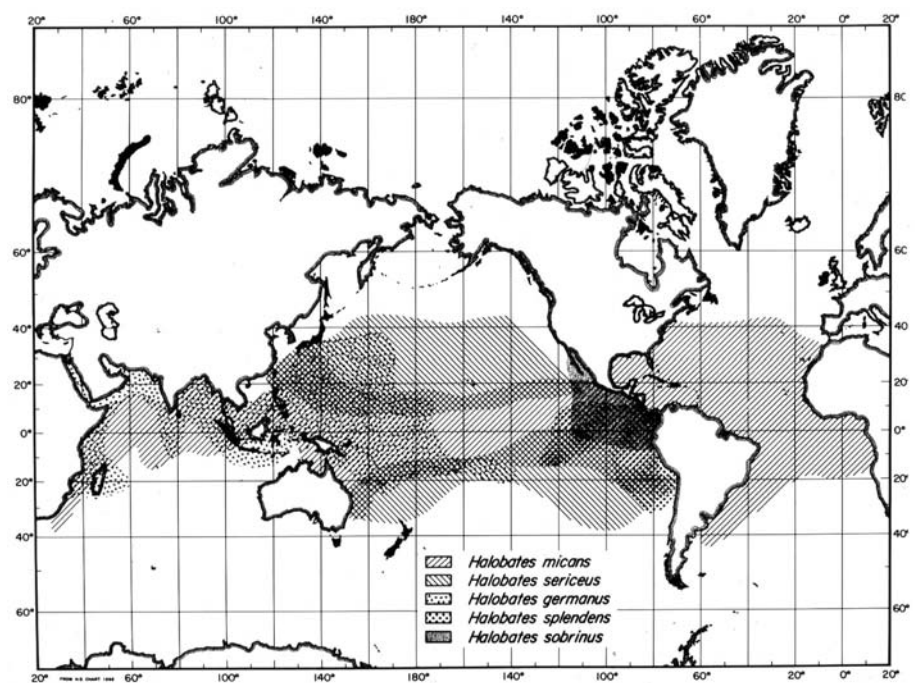 20° 60° 100° 140° 180° 140° 100° 60° 20° 0° 20°
80° 80
60° 60°
40° 40
20° 20°
0° 0°
20° 20°
40° 40°
Halobates micans
Halobates sericeus
Halobates germanus
60° 60°
Halobates splendens
Halobates sobrinus
20° 60° 100° 140° 180° 140° 100° 60° 20° 0° 20°